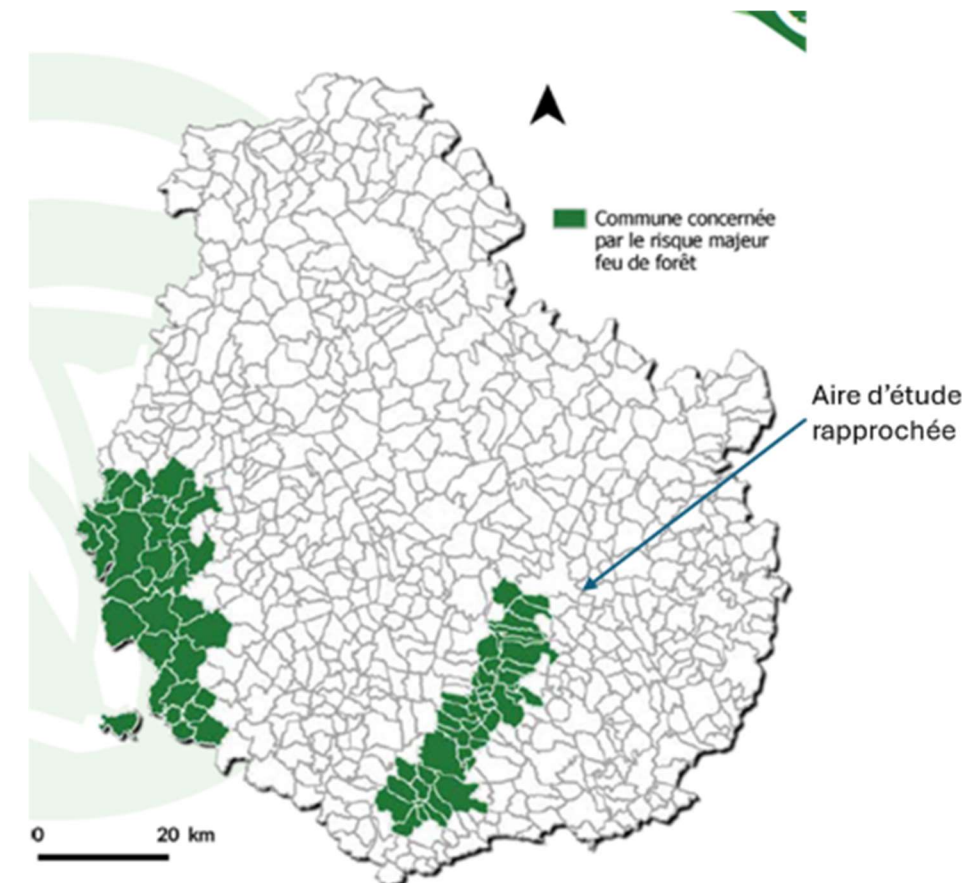 Commune concernée
par le risque majeur
feu de forêt
Aire d'étude
rapprochée
0 20 km